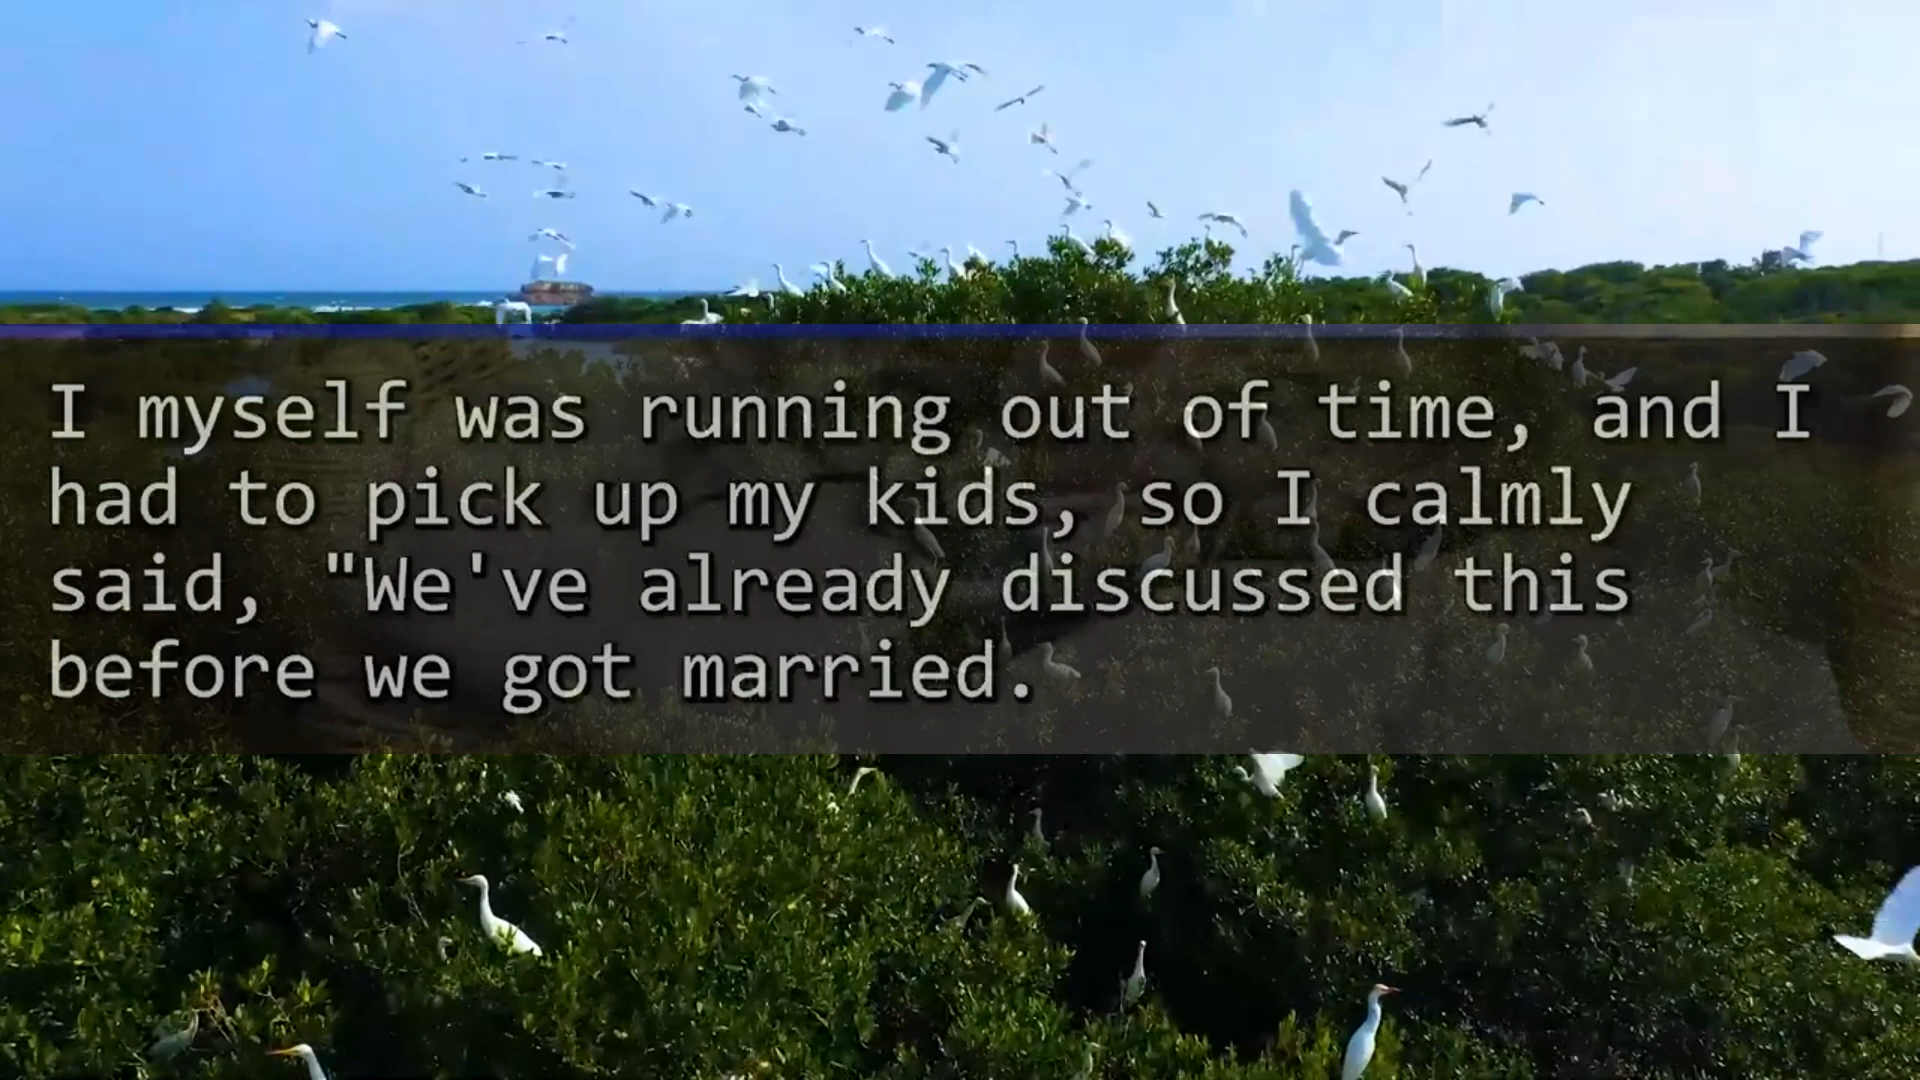 I myself was running out of time, and I
had to pick up my kids, so I calmly
said, "We've already discussed this
before we got married.